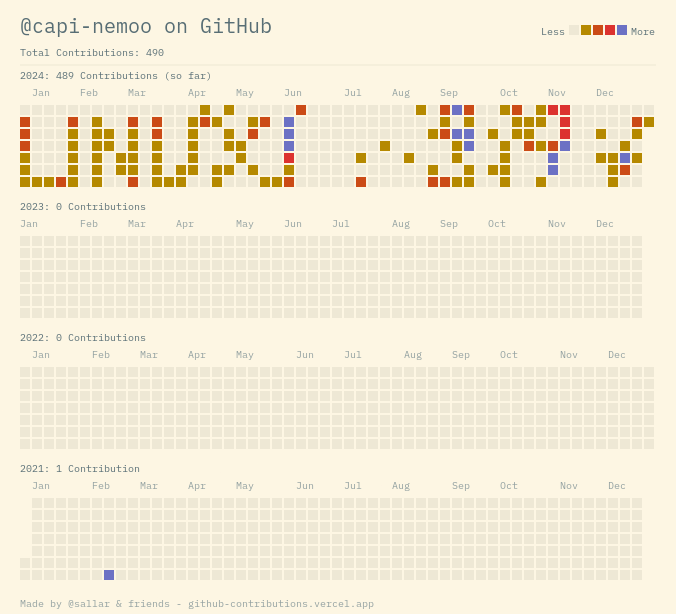 @capi-nemoo on GitHub
Less More
Total Contributions: 490
2024: 489 Contributions (so far)
Jan Feb Mar Apr May Jun Jul Aug Sep Oct Nov Dec
2023: 0 Contributions
Jan Feb Mar Apr May Jun Jul Aug Sep Oct Nov Dec
2022: 0 Contributions
Jan Feb Mar Apr May Jun Jul Aug Sep Oct Nov Dec
2021: 1 Contribution
Jan Feb Mar Apr May Jun Jul Aug Sep Oct Nov Dec
Made by @sallar & friends - github-contributions.vercel.app